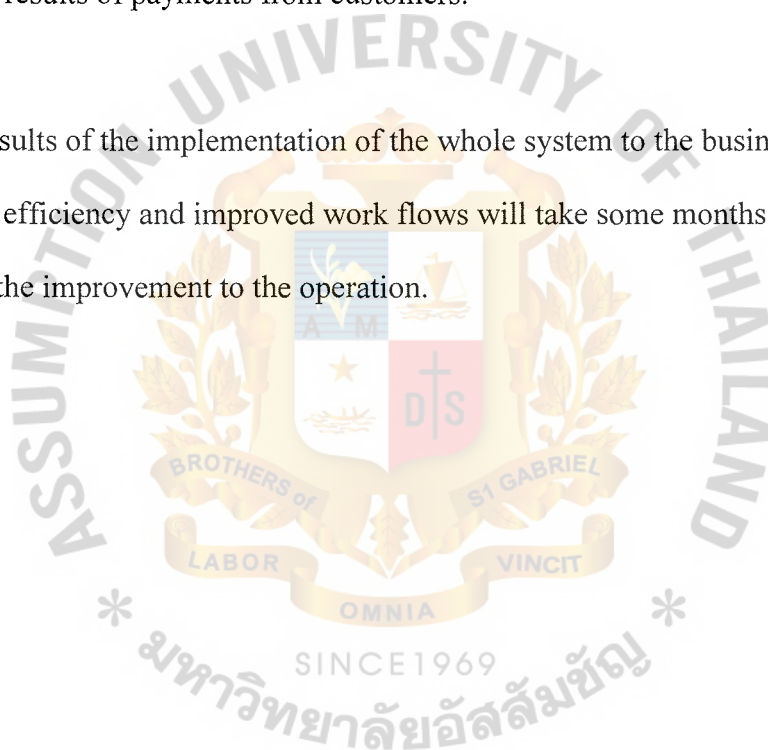 results of payments from customers.
sults of the implementation of the whole system to the busin
efficiency and improved work flows will take some months
the improvement to the operation.
ASSUMPTION UNIVERSITY OF THAILAND
A M
D S
BROTHERS of ST GABRIEL
LABOR OMNIA VINCIT
* SINCE1969 *
มหาวิทยาลัยอัสสัมชัญ